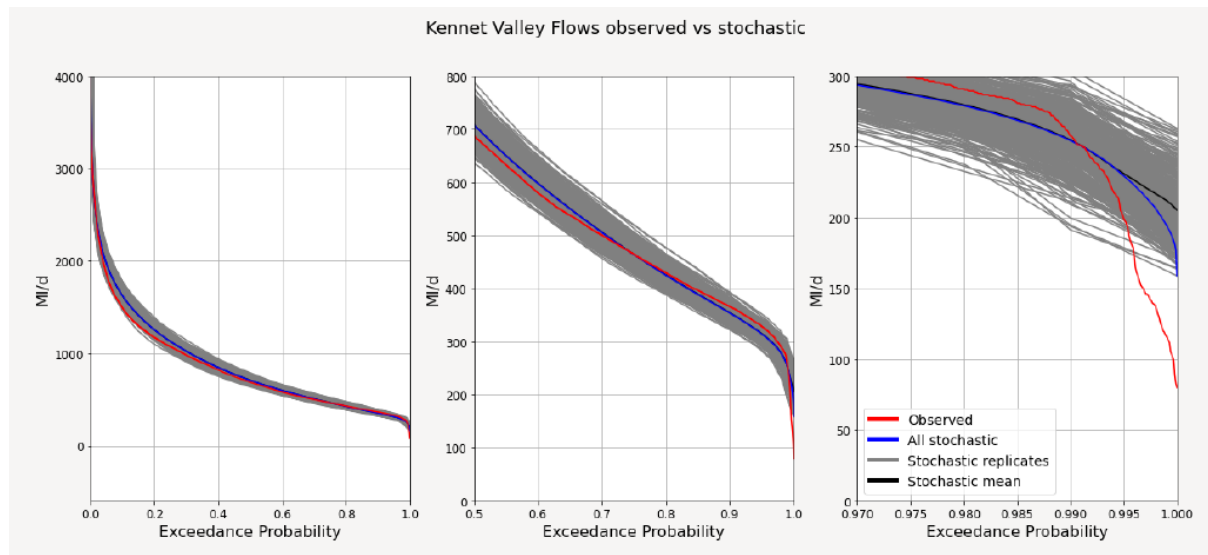 Kennet Valley Flows observed vs stochastic
4000
3000
2000
1000
0
Ml/d
0.0 0.2 0.4 0.6 0.8 1.0
Exceedance Probability
800
700
600
500
400
300
200
100
0
Ml/d
0.5 0.6 0.7 0.8 0.9 1.0
Exceedance Probability
300
250
200
150
100
50
0
Ml/d
Observed
All stochastic
Stochastic replicates
Stochastic mean
0.970 0.975 0.980 0.985 0.990 0.995 1.000
Exceedance Probability